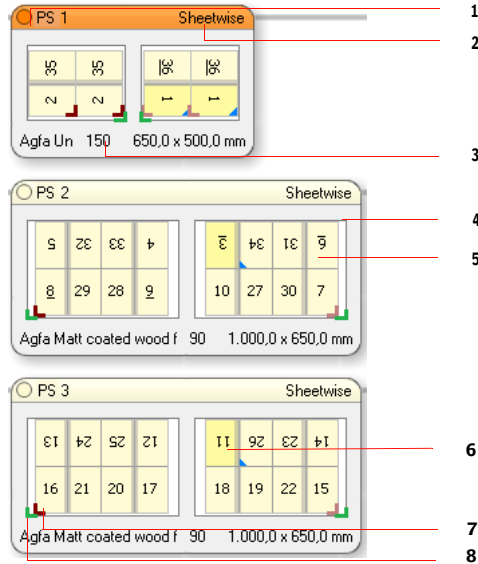 PS 1 Sheetwise 1
2
35 35 36 36
2 2 1 1
Agfa Un 150 650,0 x 500,0 mm 3
PS 2 Sheetwise
4
5 32 33 4 3 34 31 6 5
8 29 28 9 10 27 30 7
Agfa Matt coated wood f 90 1.000,0 x 650,0 mm
PS 3 Sheetwise
13 24 25 12 11 26 23 14 6
16 21 20 17 18 19 22 15
7
Agfa Matt coated wood f 90 1.000,0 x 650,0 mm
8